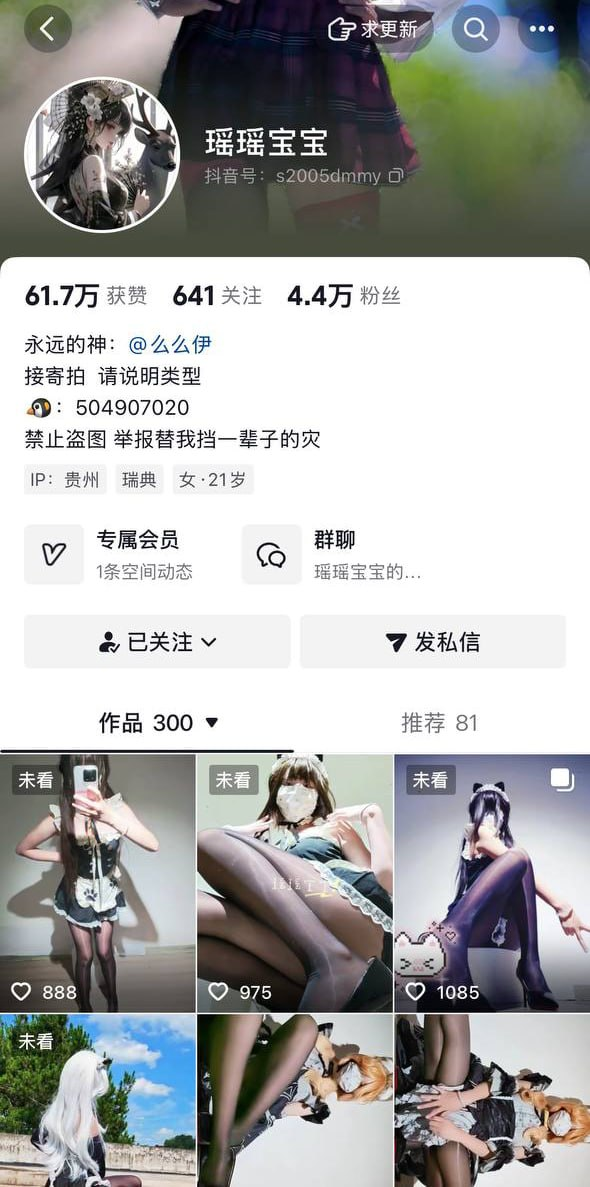 求更新
瑶瑶宝宝
抖音号：s2005dmmy
61.7万 获赞 641 关注 4.4万 粉丝
永远的神：@么么伊
接寄拍 请说明类型
🐧：504907020
禁止盗图 举报替我挡一辈子的灾
IP：贵州 瑞典 女·21岁
专属会员 群聊
1条空间动态 瑶瑶宝宝的...
已关注 发私信
作品 300 推荐 81
未看 未看 未看
888 975 1085
未看